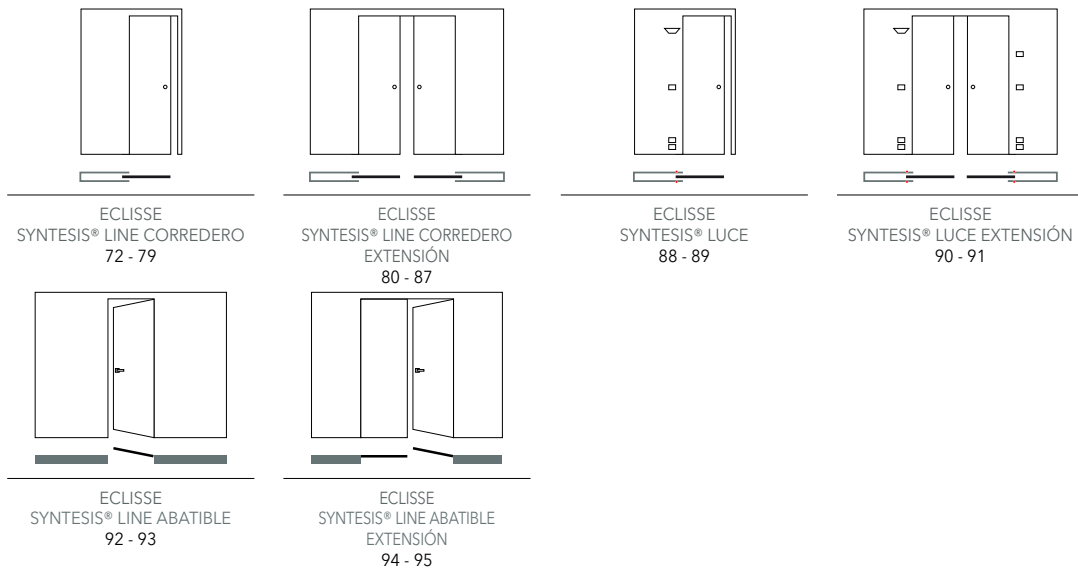 ECLISSE
SYNTESIS® LINE CORREDERO
72 - 79
ECLISSE
SYNTESIS® LINE CORREDERO
EXTENSIÓN
80 - 87
ECLISSE
SYNTESIS® LUCE
88 - 89
ECLISSE
SYNTESIS® LUCE EXTENSIÓN
90 - 91
ECLISSE
SYNTESIS® LINE ABATIBLE
92 - 93
ECLISSE
SYNTESIS® LINE ABATIBLE
EXTENSIÓN
94 - 95